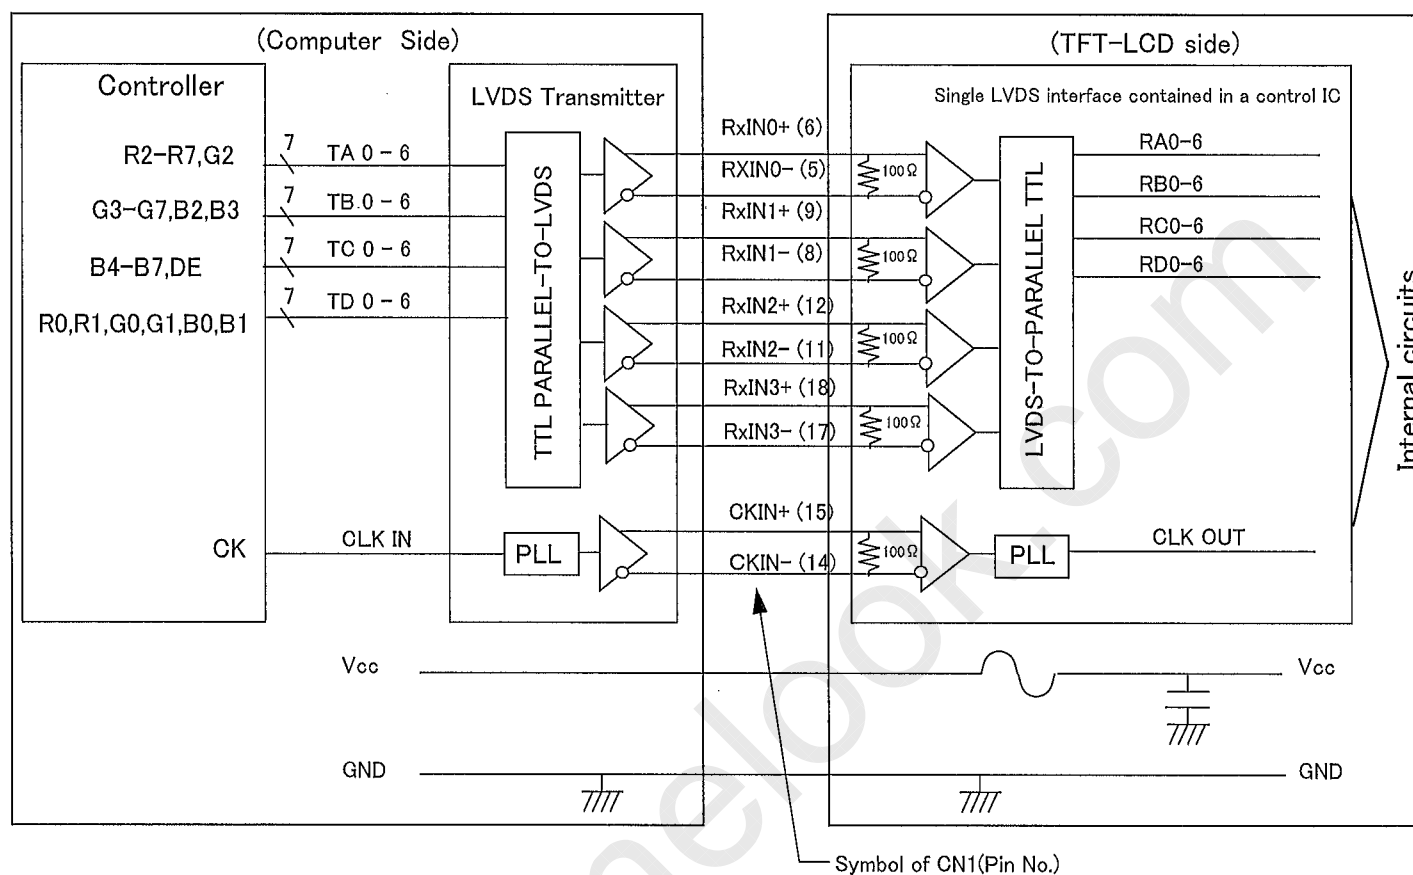 (Computer Side)
(TFT-LCD side)
Controller
LVDS Transmitter
Single LVDS interface contained in a control IC
R2-R7,G2
7
TA 0-6
G3-G7,B2,B3
7
TB 0-6
B4-B7,DE
7
TC 0-6
R0,R1,G0,G1,B0,B1
7
TD 0-6
TTL PARALLEL-TO-LVDS
RxIN0+ (6)
RXIN0- (5)
RxIN1+ (9)
RxIN1- (8)
RxIN2+ (12)
RxIN2- (11)
RxIN3+ (18)
RxIN3- (17)
100Ω
100Ω
100Ω
100Ω
LVDS-TO-PARALLEL TTL
RA0-6
RB0-6
RC0-6
RD0-6
Internal circuits
CK
CLK IN
PLL
CKIN+ (15)
CKIN- (14)
100Ω
PLL
CLK OUT
Vcc
Vcc
GND
GND
Symbol of CN1(Pin No.)
nelook.com